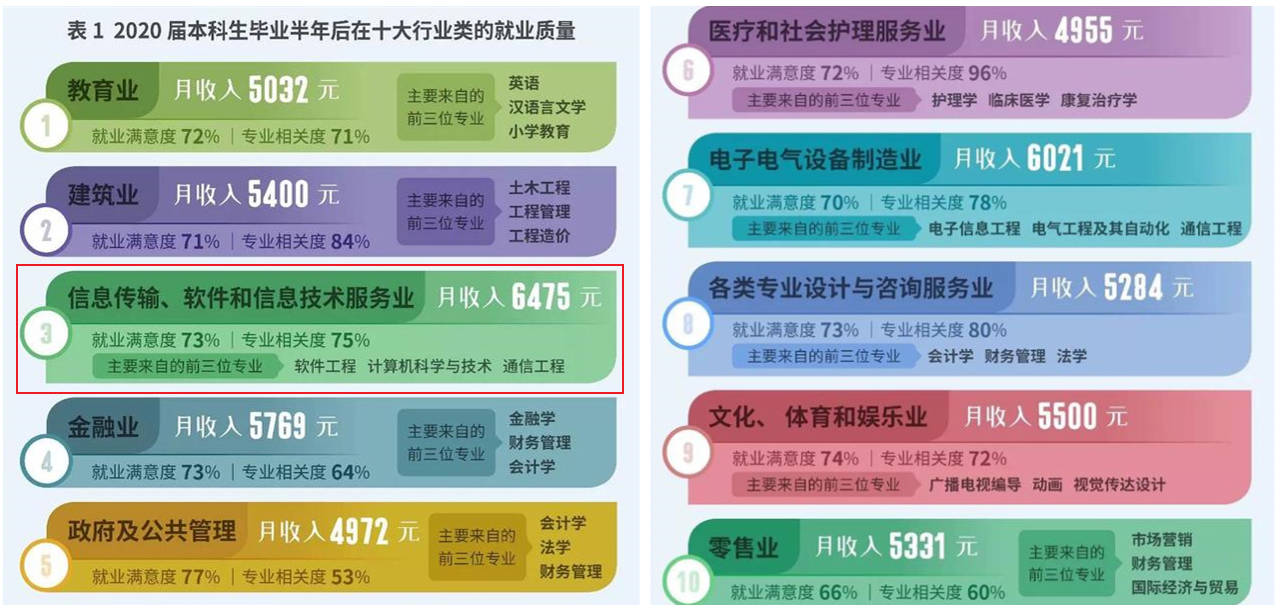 表 1 2020 届本科生毕业半年后在十大行业类的就业质量
1
教育业 月收入 5032 元
就业满意度 72%｜专业相关度 71%
主要来自的
前三位专业
英语
汉语言文学
小学教育
2
建筑业 月收入 5400 元
就业满意度 71%｜专业相关度 84%
主要来自的
前三位专业
土木工程
工程管理
工程造价
3
信息传输、软件和信息技术服务业 月收入 6475 元
就业满意度 73%｜专业相关度 75%
主要来自的前三位专业 软件工程 计算机科学与技术 通信工程
4
金融业 月收入 5769 元
就业满意度 73%｜专业相关度 64%
主要来自的
前三位专业
金融学
财务管理
会计学
5
政府及公共管理 月收入 4972 元
就业满意度 77%｜专业相关度 53%
主要来自的
前三位专业
会计学
法学
财务管理
6
医疗和社会护理服务业 月收入 4955 元
就业满意度 72%｜专业相关度 96%
主要来自的前三位专业 护理学 临床医学 康复治疗学
7
电子电气设备制造业 月收入 6021 元
就业满意度 70%｜专业相关度 78%
主要来自的前三位专业 电子信息工程 电气工程及其自动化 通信工程
8
各类专业设计与咨询服务业 月收入 5284 元
就业满意度 73%｜专业相关度 80%
主要来自的前三位专业 会计学 财务管理 法学
9
文化、体育和娱乐业 月收入 5500 元
就业满意度 74%｜专业相关度 72%
主要来自的前三位专业 广播电视编导 动画 视觉传达设计
10
零售业 月收入 5331 元
就业满意度 66%｜专业相关度 60%
主要来自的
前三位专业
市场营销
财务管理
国际经济与贸易